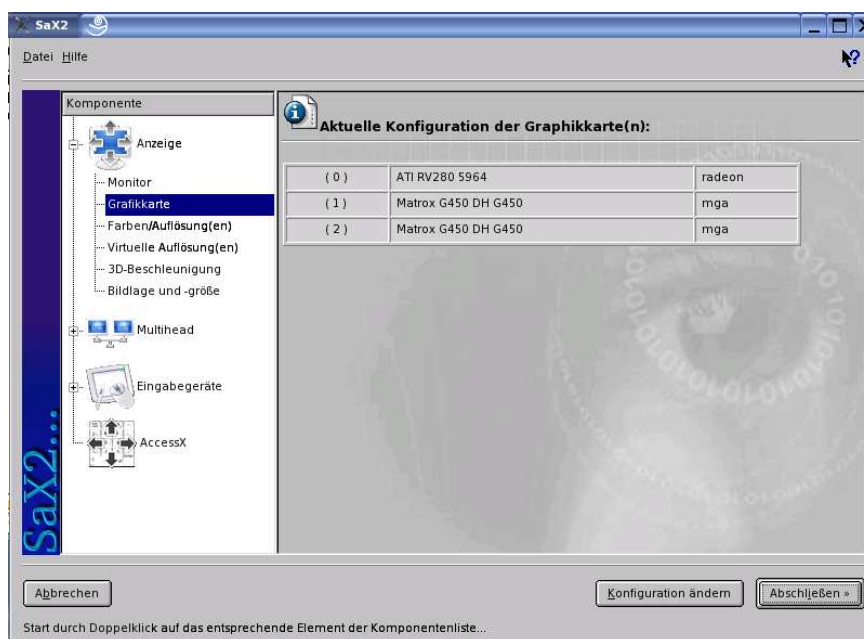 SaX2
Datei Hilfe
Komponente
Anzeige
Monitor
Grafikkarte
Farben/Auflösung(en)
Virtuelle Auflösung(en)
3D-Beschleunigung
Bildlage und -größe
Multihead
Eingabegeräte
AccessX
SaX2...
Aktuelle Konfiguration der Graphikkarte(n):
(0) ATI RV280 5964 radeon
(1) Matrox G450 DH G450 mga
(2) Matrox G450 DH G450 mga
Abbrechen
Konfiguration ändern
Abschließen »
Start durch Doppelklick auf das entsprechende Element der Komponentenliste...